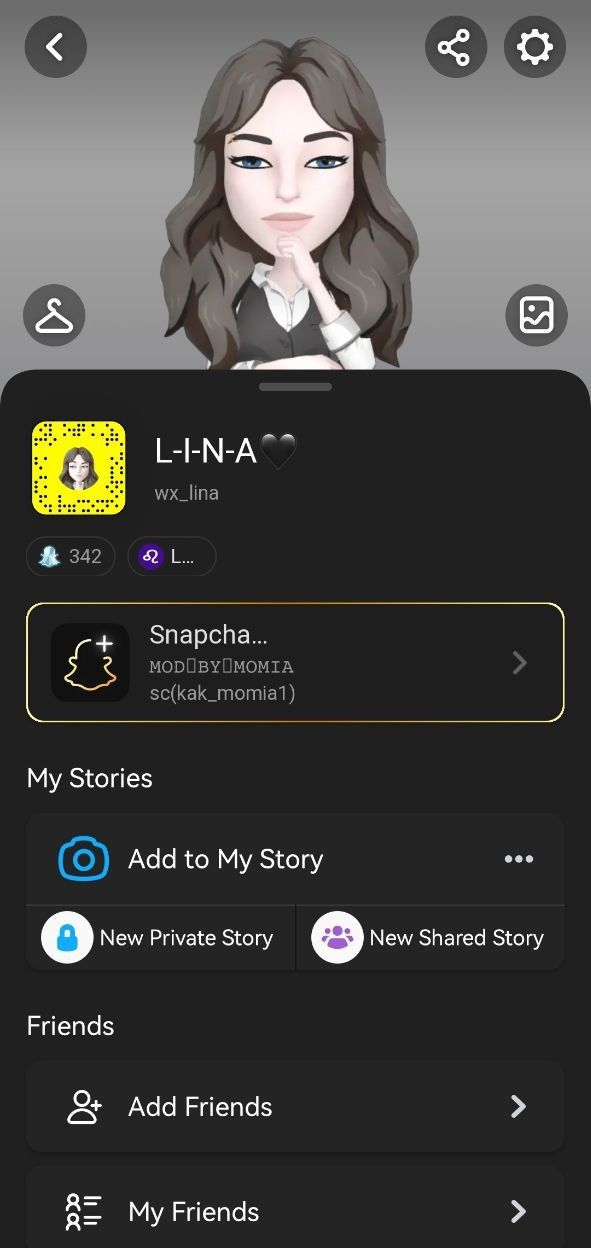 L-I-N-A🖤
wx_lina
342
L...
Snapcha...
MOD▯BY▯MOMIA
sc(kak_momia1)
My Stories
Add to My Story
New Private Story
New Shared Story
Friends
Add Friends
My Friends